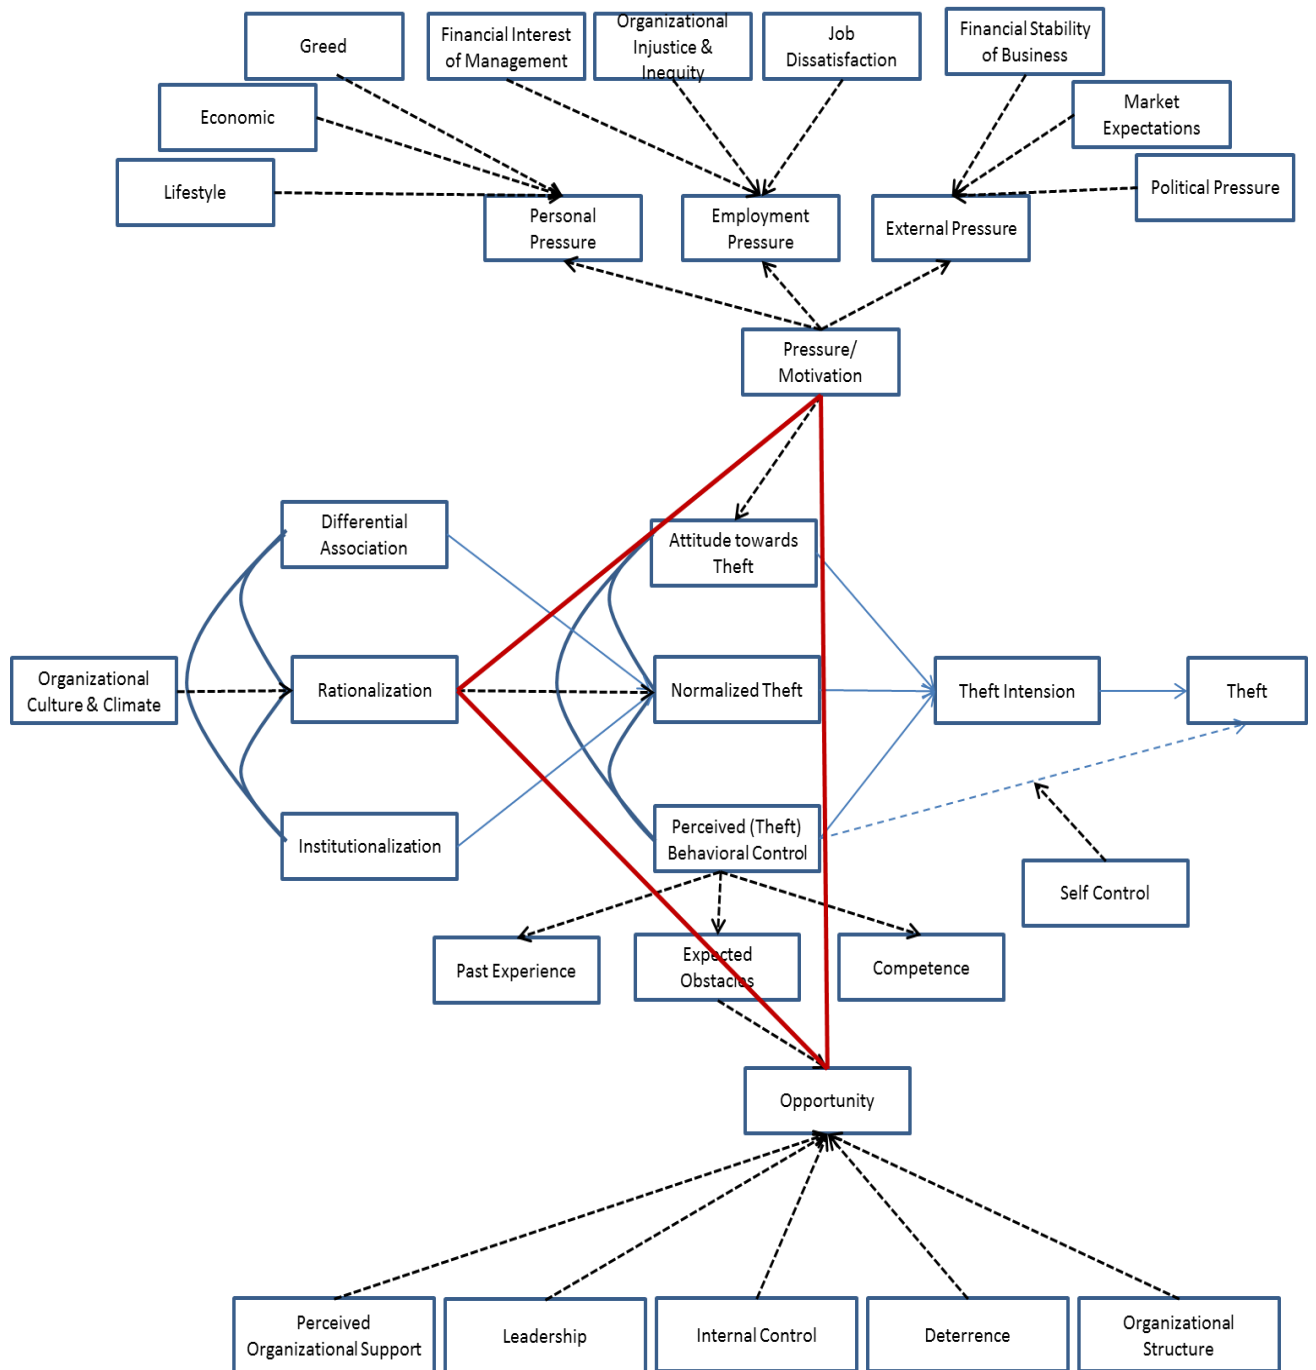 Greed
Financial Interest
of Management
Organizational
Injustice &
Inequity
Job
Dissatisfaction
Financial Stability
of Business
Economic
Market
Expectations
Lifestyle
Political Pressure
Personal
Pressure
Employment
Pressure
External Pressure
Pressure/
Motivation
Differential
Association
Attitude towards
Theft
Organizational
Culture & Climate
Rationalization
Normalized Theft
Theft Intension
Theft
Institutionalization
Perceived (Theft)
Behavioral Control
Self Control
Past Experience
Expected
Obstacles
Competence
Opportunity
Perceived
Organizational Support
Leadership
Internal Control
Deterrence
Organizational
Structure